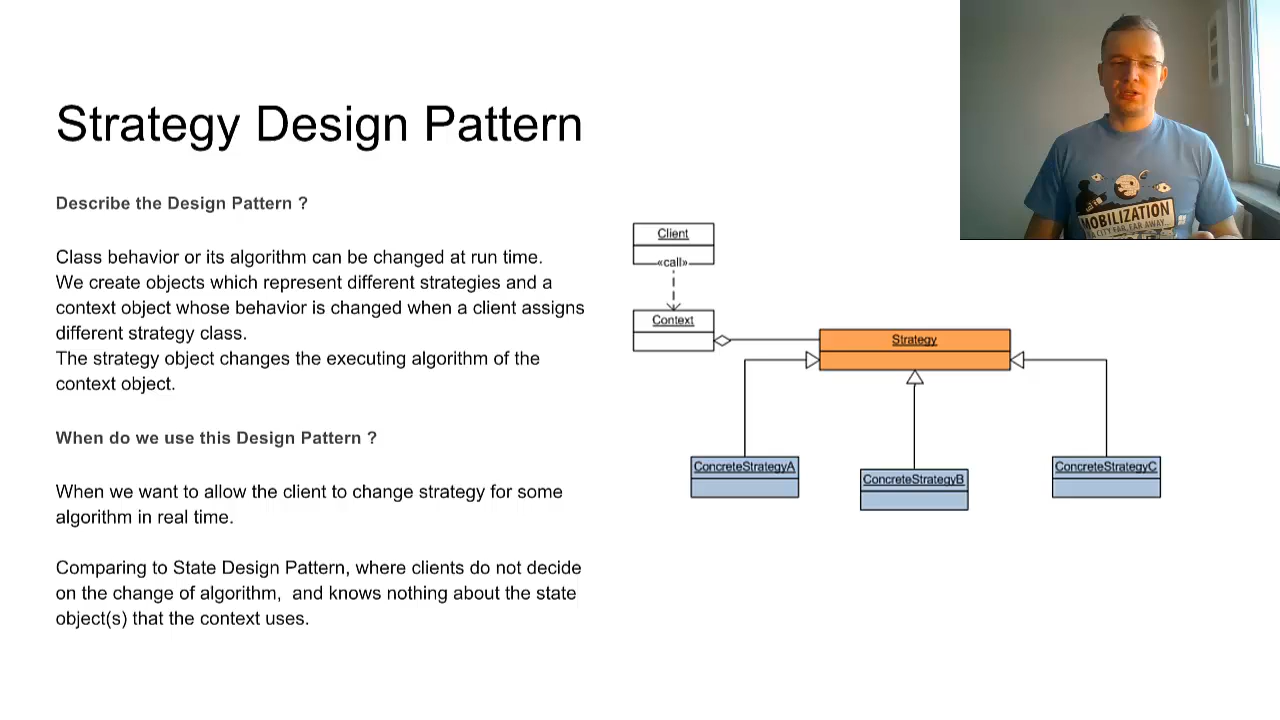 Strategy Design Pattern
Describe the Design Pattern ?
Class behavior or its algorithm can be changed at run time.
We create objects which represent different strategies and a
context object whose behavior is changed when a client assigns
different strategy class.
The strategy object changes the executing algorithm of the
context object.
When do we use this Design Pattern ?
When we want to allow the client to change strategy for some
algorithm in real time.
Comparing to State Design Pattern, where clients do not decide
on the change of algorithm,  and knows nothing about the state
object(s) that the context uses.
Client
«call»
Context
Strategy
ConcreteStrategyA
ConcreteStrategyB
ConcreteStrategyC
MOBILIZATION
A CITY FAR, FAR AWAY...